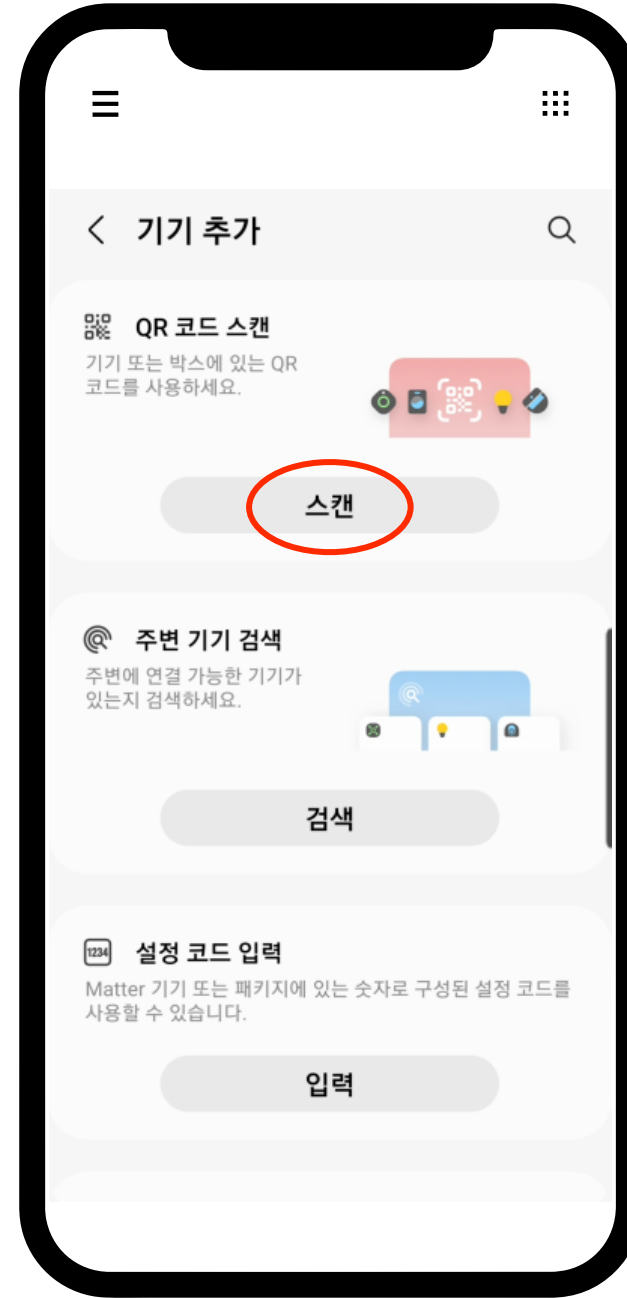 기기 추가
QR 코드 스캔
기기 또는 박스에 있는 QR
코드를 사용하세요.
스캔
주변 기기 검색
주변에 연결 가능한 기기가
있는지 검색하세요.
검색
1234
설정 코드 입력
Matter 기기 또는 패키지에 있는 숫자로 구성된 설정 코드를
사용할 수 있습니다.
입력